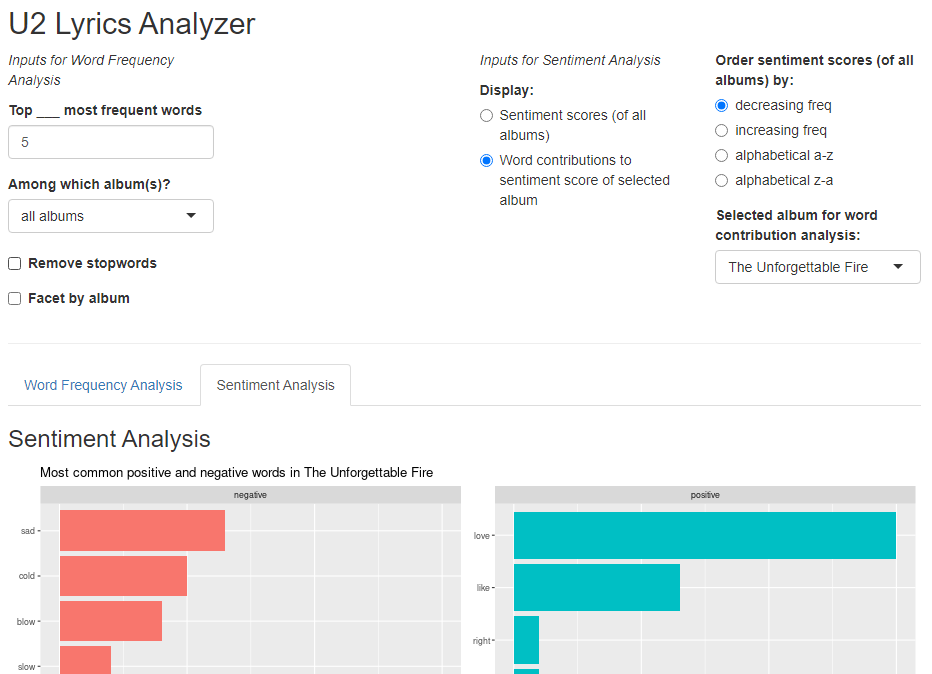 U2 Lyrics Analyzer
Inputs for Word Frequency
Analysis
Top ___ most frequent words
5
Among which album(s)?
all albums
Remove stopwords
Facet by album
Inputs for Sentiment Analysis
Display:
Sentiment scores (of all
albums)
Word contributions to
sentiment score of selected
album
Order sentiment scores (of all
albums) by:
decreasing freq
increasing freq
alphabetical a-z
alphabetical z-a
Selected album for word
contribution analysis:
The Unforgettable Fire
Word Frequency Analysis
Sentiment Analysis
Sentiment Analysis
Most common positive and negative words in The Unforgettable Fire
negative
sad
cold
blow
slow
positive
love
like
right